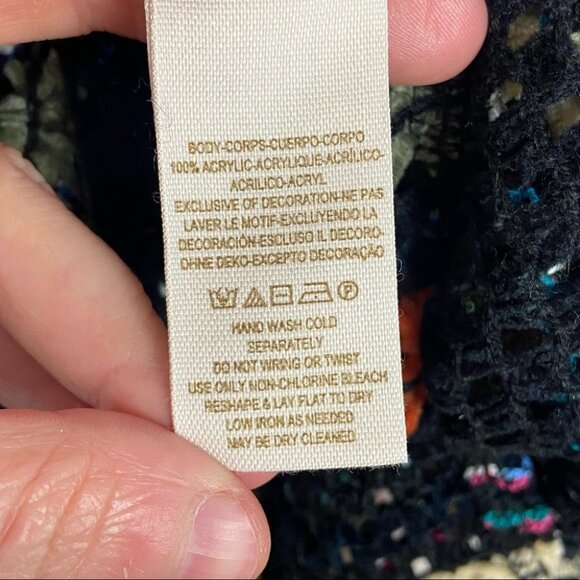 BODY-CORPS-CUERPO-CORPO
100% ACRYLIC-ACRYLIQUE-ACRÍLICO-
ACRILICO-ACRYL
EXCLUSIVE OF DECORATION-NE PAS
LAVER LE MOTIF-EXCLUYENDO LA
DECORACIÓN-ESCLUSO IL DECORO-
OHNE DEKO-EXCEPTO DECORAÇÃO
P
HAND WASH COLD
SEPARATELY
DO NOT WRING OR TWIST
USE ONLY NON-CHLORINE BLEACH
RESHAPE & LAY FLAT TO DRY
LOW IRON AS NEEDED
MAY BE DRY CLEANED